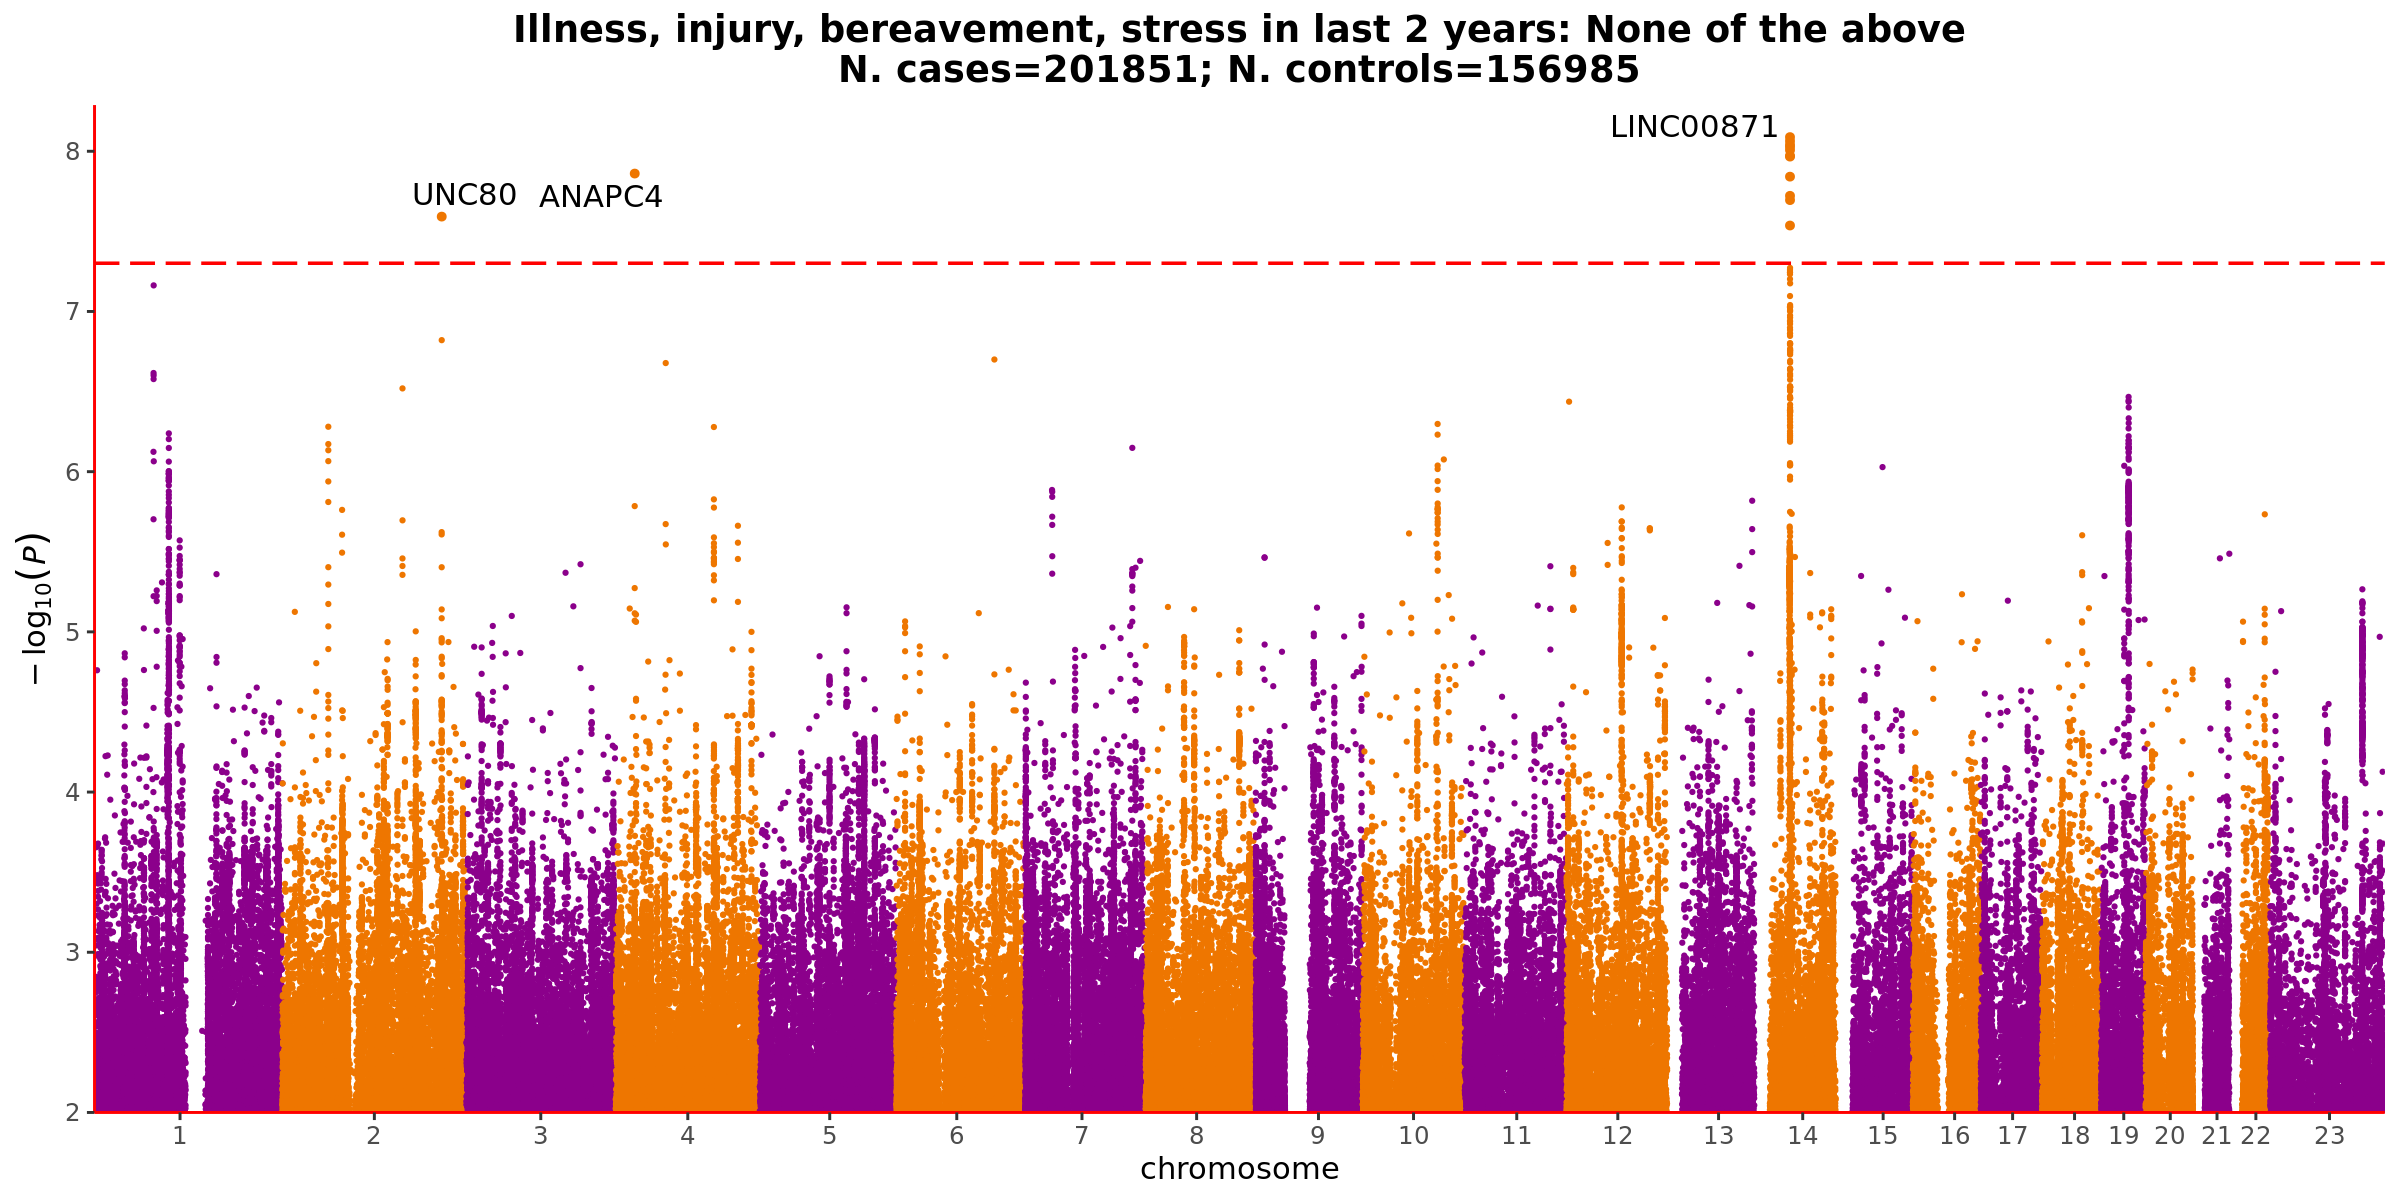 Illness, injury, bereavement, stress in last 2 years: None of the above
N. cases=201851; N. controls=156985
LINC00871
UNC80 ANAPC4
8
7
6
5
4
3
2
− log10(P)
1 2 3 4 5 6 7 8 9 10 11 12 13 14 15 16 17 18 19 20 21 22 23
chromosome